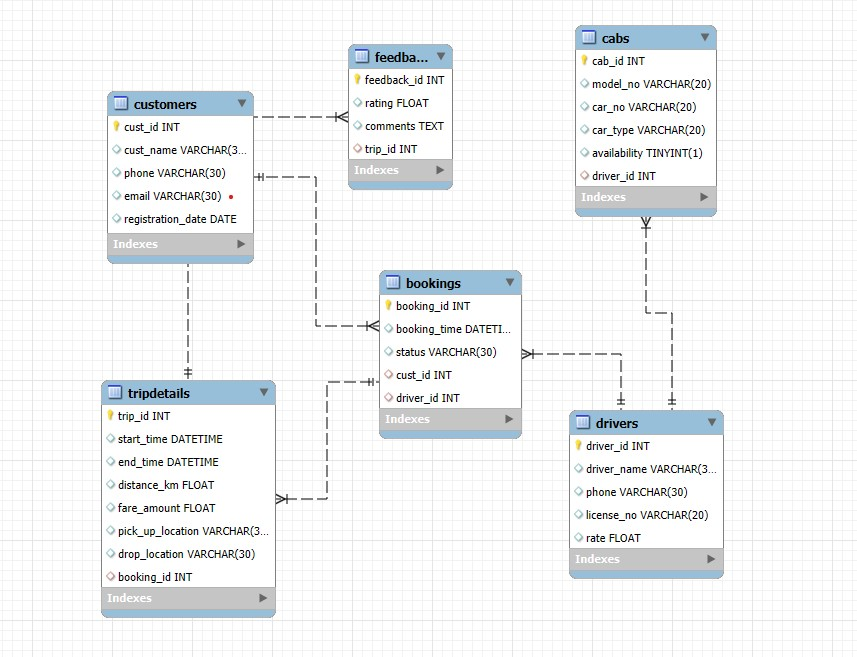 customers
cust_id INT
cust_name VARCHAR(3...
phone VARCHAR(30)
email VARCHAR(30)
registration_date DATE
Indexes
feedba...
feedback_id INT
rating FLOAT
comments TEXT
trip_id INT
Indexes
cabs
cab_id INT
model_no VARCHAR(20)
car_no VARCHAR(20)
car_type VARCHAR(20)
availability TINYINT(1)
driver_id INT
Indexes
bookings
booking_id INT
booking_time DATETI...
status VARCHAR(30)
cust_id INT
driver_id INT
Indexes
tripdetails
trip_id INT
start_time DATETIME
end_time DATETIME
distance_km FLOAT
fare_amount FLOAT
pick_up_location VARCHAR(3...
drop_location VARCHAR(30)
booking_id INT
Indexes
drivers
driver_id INT
driver_name VARCHAR(3...
phone VARCHAR(30)
license_no VARCHAR(20)
rate FLOAT
Indexes